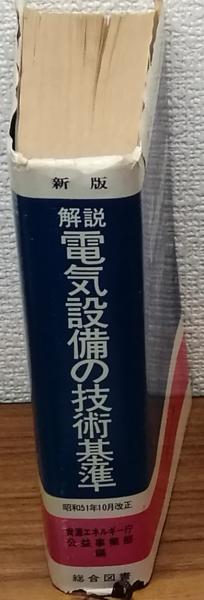 新版
解説
電気設備の技術基準
昭和51年10月改正
資源エネルギー庁
公益事業部
編
総合図書